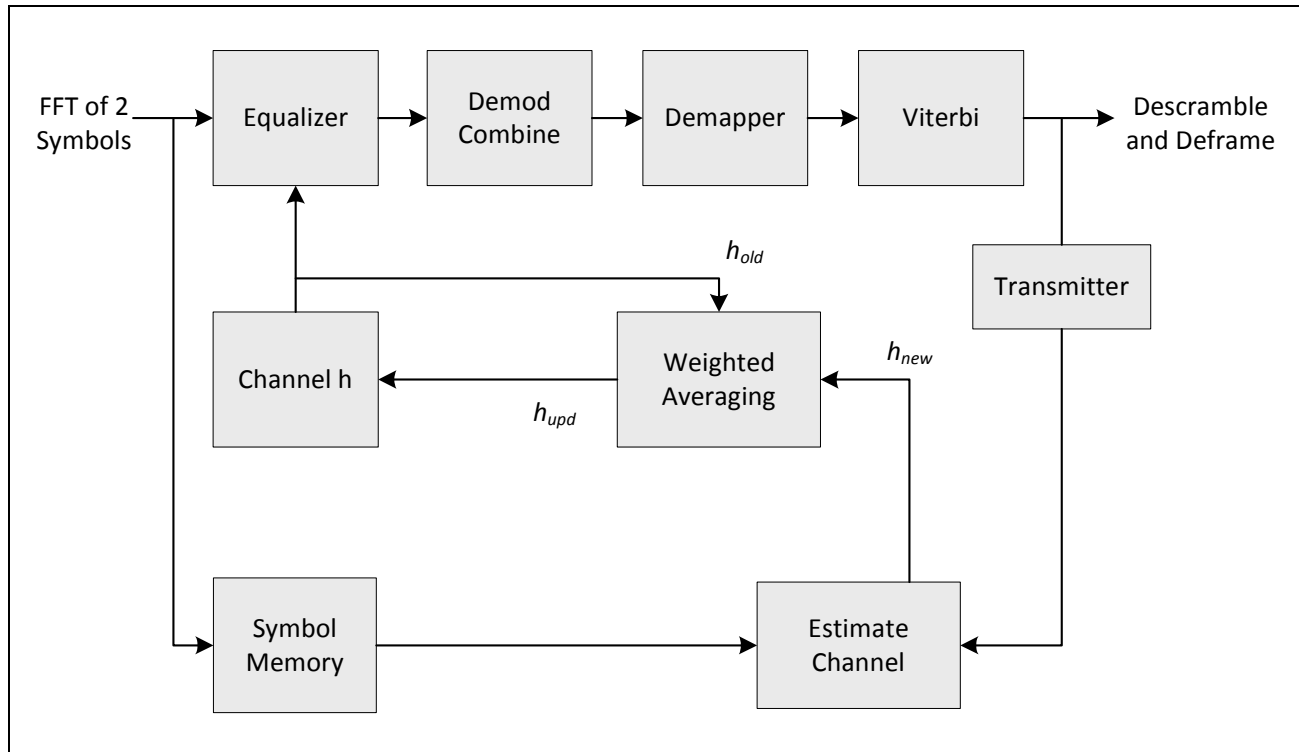 FFT of 2
Symbols
Equalizer
Demod
Combine
Demapper
Viterbi
Descramble
and Deframe
h_old
Transmitter
Channel h
Weighted
Averaging
h_new
h_upd
Symbol
Memory
Estimate
Channel